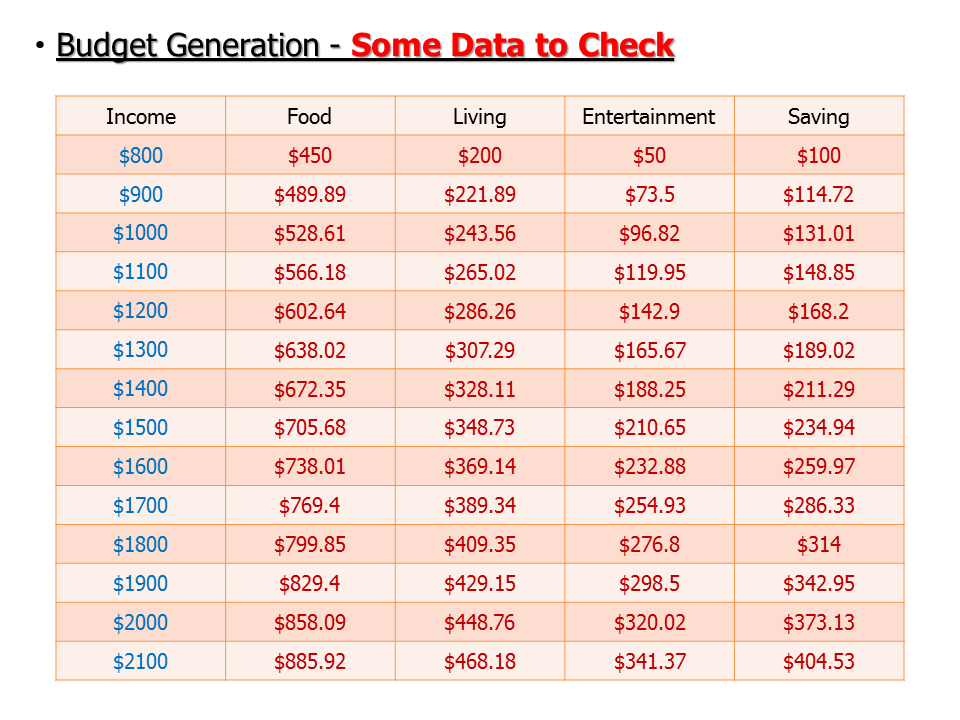 • Budget Generation - Some Data to Check
Income Food Living Entertainment Saving
$800 $450 $200 $50 $100
$900 $489.89 $221.89 $73.5 $114.72
$1000 $528.61 $243.56 $96.82 $131.01
$1100 $566.18 $265.02 $119.95 $148.85
$1200 $602.64 $286.26 $142.9 $168.2
$1300 $638.02 $307.29 $165.67 $189.02
$1400 $672.35 $328.11 $188.25 $211.29
$1500 $705.68 $348.73 $210.65 $234.94
$1600 $738.01 $369.14 $232.88 $259.97
$1700 $769.4 $389.34 $254.93 $286.33
$1800 $799.85 $409.35 $276.8 $314
$1900 $829.4 $429.15 $298.5 $342.95
$2000 $858.09 $448.76 $320.02 $373.13
$2100 $885.92 $468.18 $341.37 $404.53